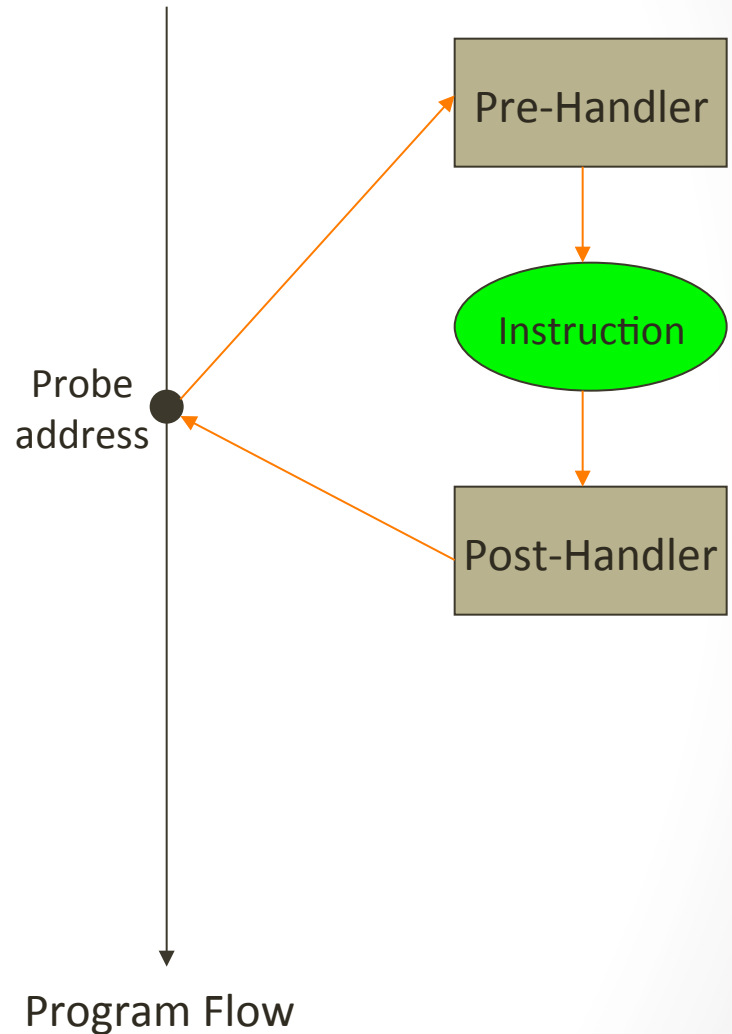 Pre-Handler
Instruction
Probe
address
Post-Handler
Program Flow